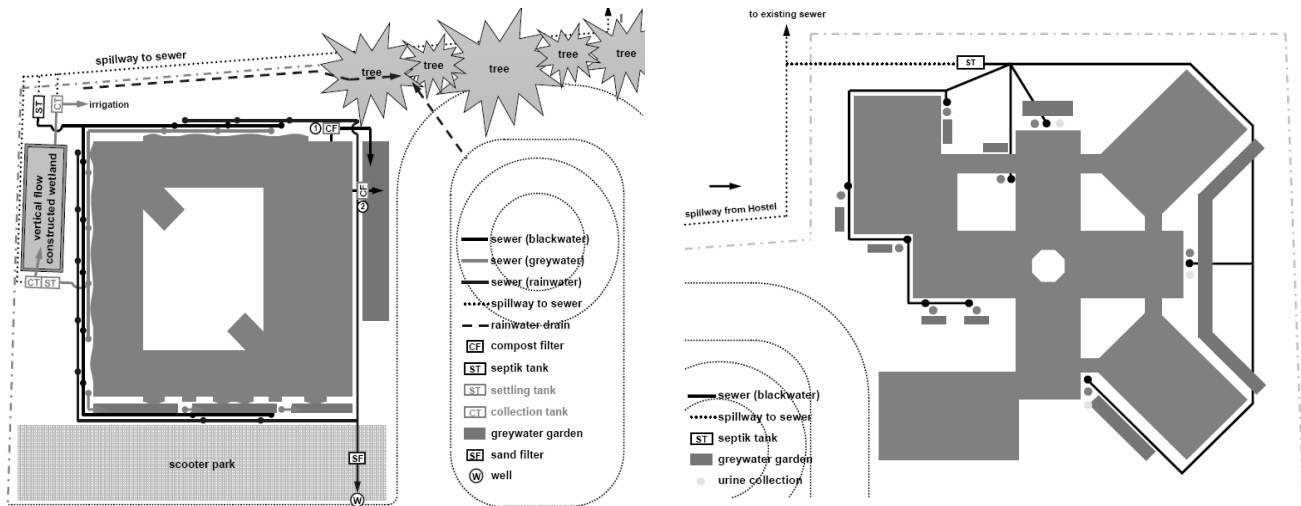 spillway to sewer
tree
tree
tree
tree
tree
ST
CT
irrigation
1
CF
vertical flow
constructed wetland
CF
2
CT
ST
sewer (blackwater)
sewer (greywater)
sewer (rainwater)
spillway to sewer
rainwater drain
CF
compost filter
ST
septik tank
ST
settling tank
CT
collection tank
greywater garden
SF
sand filter
W
well
scooter park
SF
W
to existing sewer
ST
spillway from Hostel
sewer (blackwater)
spillway to sewer
ST
septik tank
greywater garden
urine collection